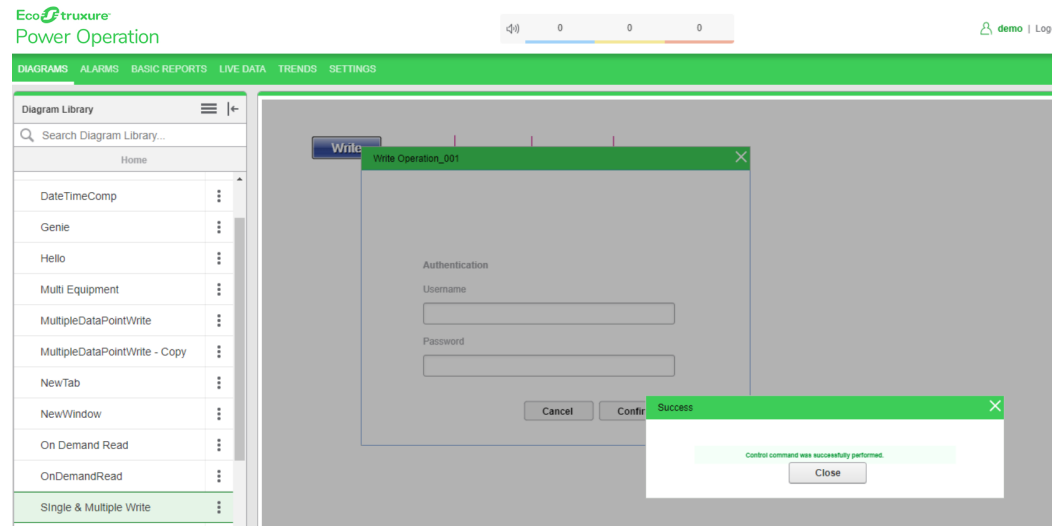 EcoStruxure
Power Operation
0 0 0
demo | Log
DIAGRAMS ALARMS BASIC REPORTS LIVE DATA TRENDS SETTINGS
Diagram Library
Search Diagram Library...
Home
DateTimeComp
Genie
Hello
Multi Equipment
MultipleDataPointWrite
MultipleDataPointWrite - Copy
NewTab
NewWindow
On Demand Read
OnDemandRead
SIngle & Multiple Write
Write
Write Operation_001
Authentication
Username
Password
Cancel Confir
Success
Control command was successfully performed.
Close